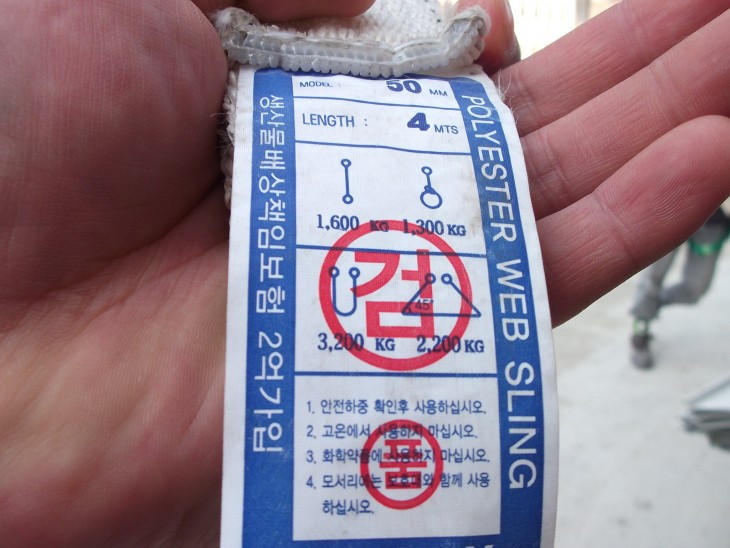 MODEL : 50 MM
LENGTH : 4 MTS
1,600 KG 1,300 KG
검
45°
3,200 KG 2,200 KG
1. 안전하중 확인후 사용하십시오.
2. 고온에서 사용하지 마십시오.
3. 화학약품에 사용하지 마십시오.
4. 모서리에는 보호대와 함께 사용
하십시오.
품
생산물배상책임보험 2억가입
POLYESTER WEB SLING